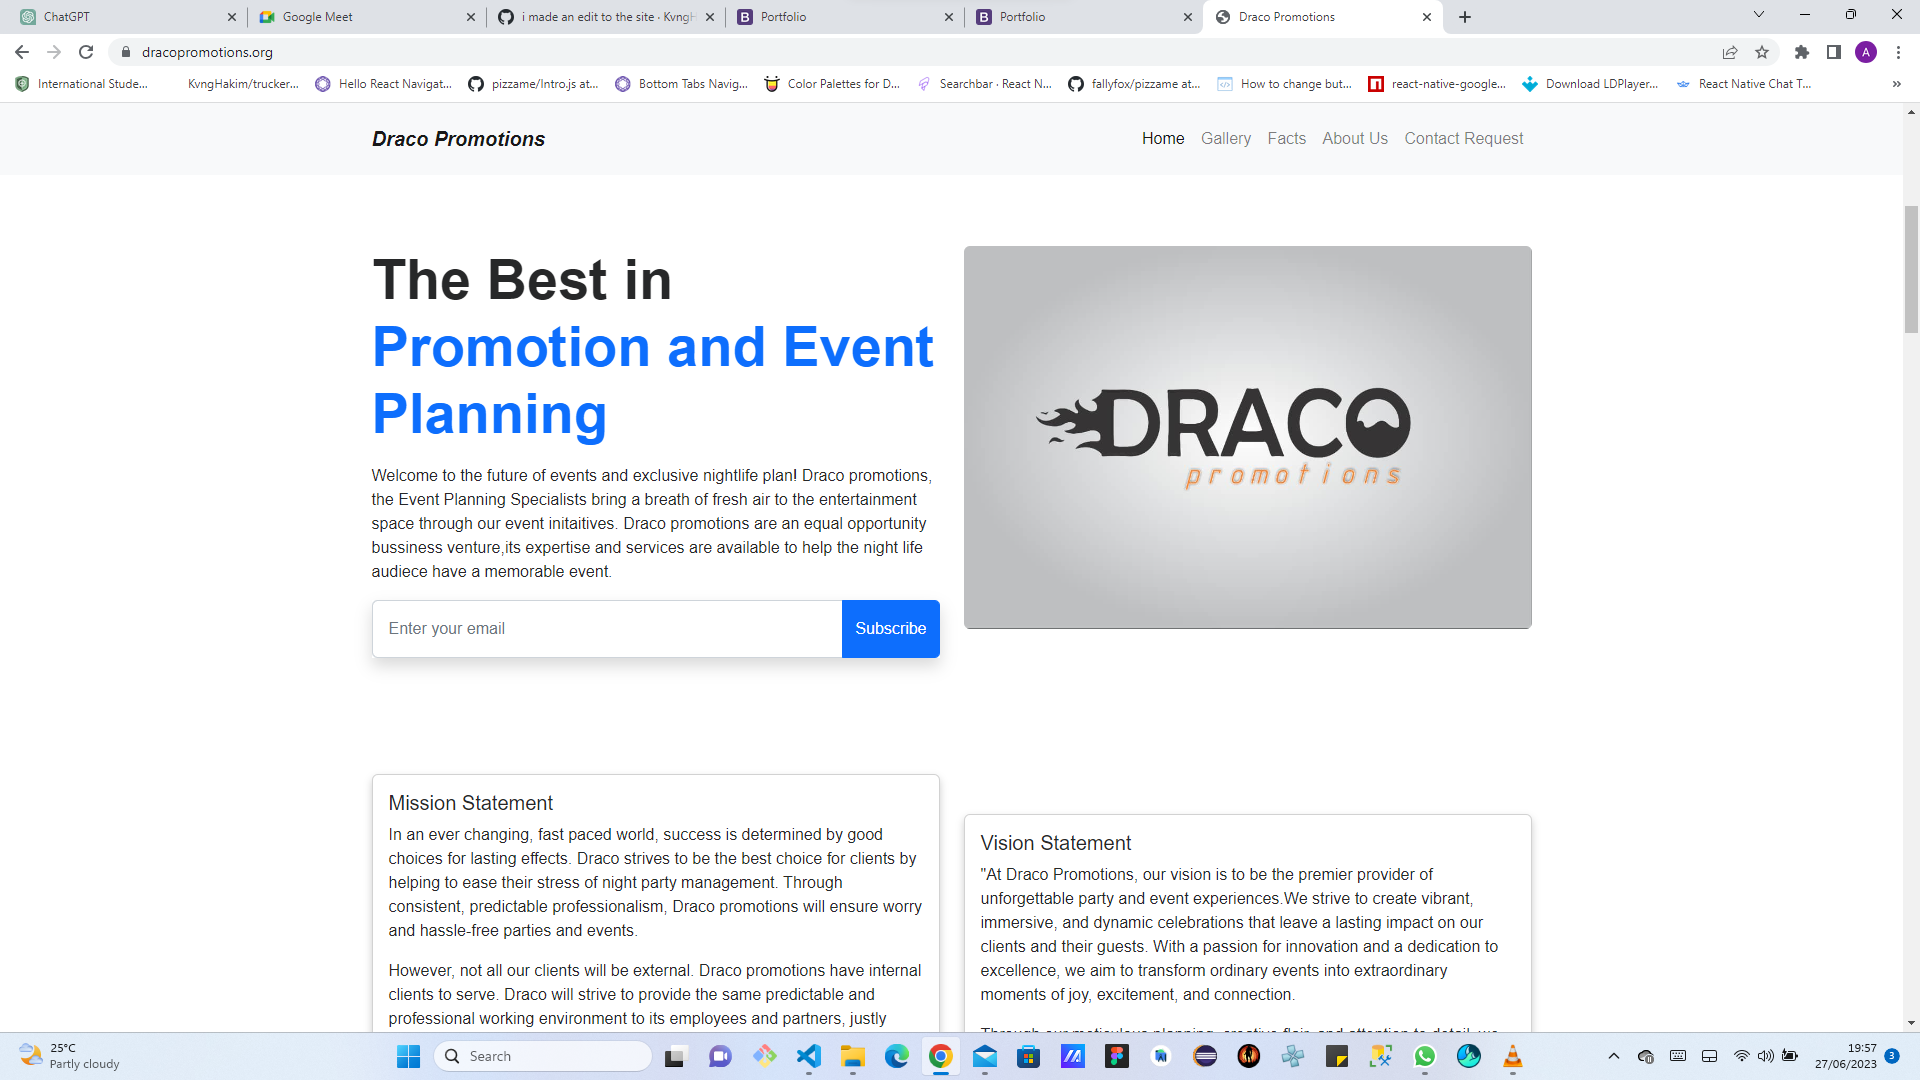 ChatGPT
Google Meet
i made an edit to the site · KvngH
Portfolio
Portfolio
Draco Promotions
dracopromotions.org
A
International Stude...
KvngHakim/trucker...
Hello React Navigat...
pizzame/Intro.js at...
Bottom Tabs Navig...
Color Palettes for D...
Searchbar · React N...
fallyfox/pizzame at...
How to change but...
react-native-google...
Download LDPlayer...
React Native Chat T...
Draco Promotions
Home
Gallery
Facts
About Us
Contact Request
The Best in
Promotion and Event
Planning
Welcome to the future of events and exclusive nightlife plan! Draco promotions,
the Event Planning Specialists bring a breath of fresh air to the entertainment
space through our event initaitives. Draco promotions are an equal opportunity
bussiness venture,its expertise and services are available to help the night life
audiece have a memorable event.
Enter your email
Subscribe
DRACO
promotions
Mission Statement
In an ever changing, fast paced world, success is determined by good
choices for lasting effects. Draco strives to be the best choice for clients by
helping to ease their stress of night party management. Through
consistent, predictable professionalism, Draco promotions will ensure worry
and hassle-free parties and events.
However, not all our clients will be external. Draco promotions have internal
clients to serve. Draco will strive to provide the same predictable and
professional working environment to its employees and partners, justly
Vision Statement
"At Draco Promotions, our vision is to be the premier provider of
unforgettable party and event experiences.We strive to create vibrant,
immersive, and dynamic celebrations that leave a lasting impact on our
clients and their guests. With a passion for innovation and a dedication to
excellence, we aim to transform ordinary events into extraordinary
moments of joy, excitement, and connection.
Through our meticulous planning, creative flair, and attention to detail, we
25°C
Partly cloudy
Search
19:57
27/06/2023
3